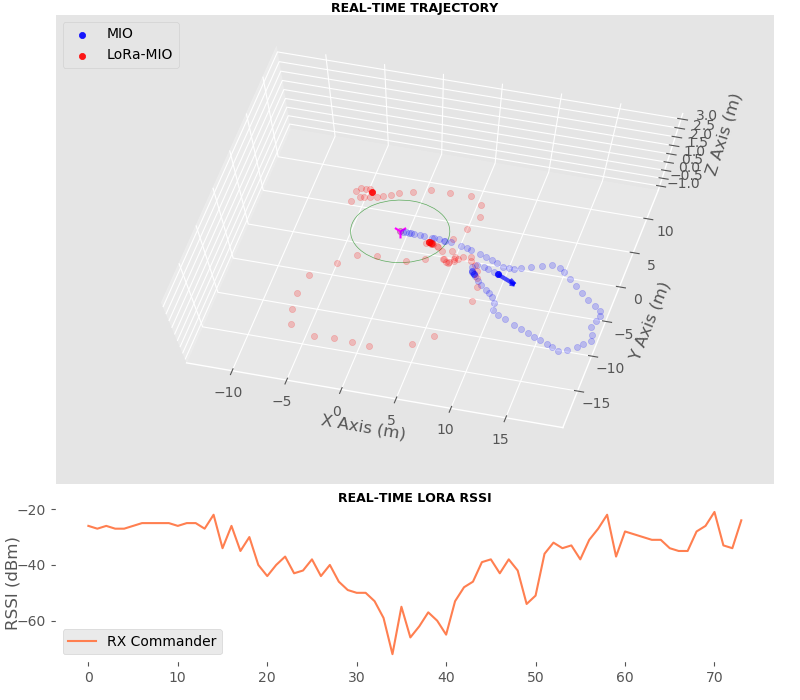 REAL-TIME TRAJECTORY
MIO
LoRa-MIO
3.0
2.5
2.0
1.5
1.0
0.5
0.0
−0.5
−1.0
Z Axis (m)
10
5
0
−5
−10
−15
Y Axis (m)
−10
−5
0
5
10
15
X Axis (m)
REAL-TIME LORA RSSI
−20
−40
−60
RSSI (dBm)
RX Commander
0 10 20 30 40 50 60 70